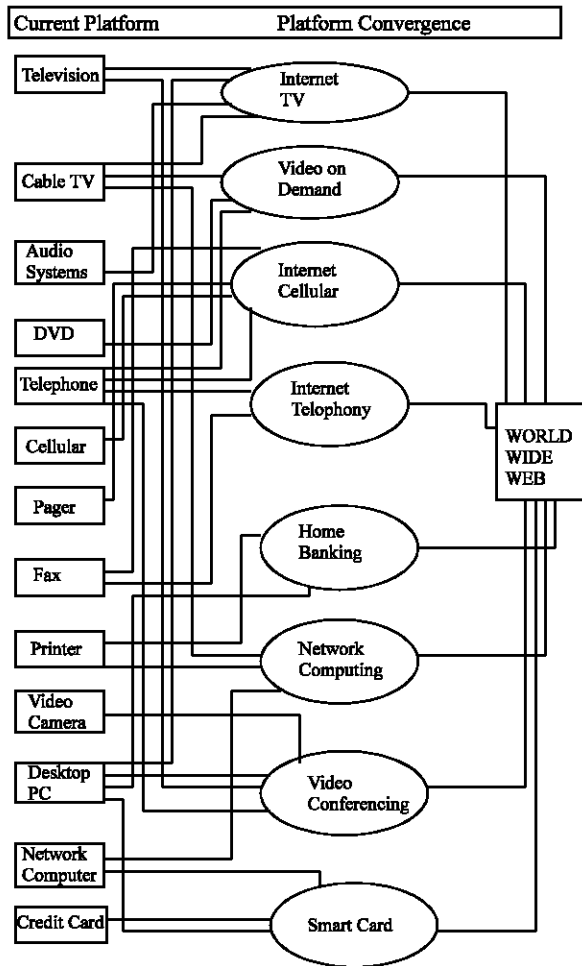 Current Platform Platform Convergence
Television
Internet
TV
Cable TV
Video on
Demand
Audio
Systems
Internet
Cellular
DVD
Telephone
Internet
Telophony
Cellular
WORLD
WIDE
WEB
Pager
Home
Banking
Fax
Printer
Network
Computing
Video
Camera
Desktop
PC
Video
Conferencing
Network
Computer
Credit Card
Smart Card